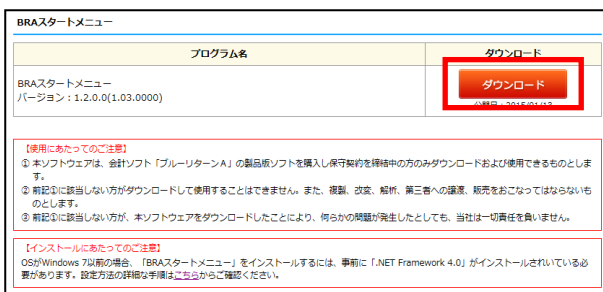 BRAスタートメニュー
プログラム名 ダウンロード
BRAスタートメニュー
バージョン：1.2.0.0(1.03.0000)
ダウンロード
公開日：2015/01/13
【使用にあたってのご注意】
① 本ソフトウェアは、会計ソフト「ブルーリターンＡ」の製品版ソフトを購入し保守契約を締結中の方のみダウンロードおよび使用できるものとしま
す。
② 前記①に該当しない方がダウンロードして使用することはできません。また、複製、改変、解析、第三者への譲渡、販売をおこなってはならないも
のとします。
③ 前記①に該当しない方が、本ソフトウェアをダウンロードしたことにより、何らかの問題が発生したとしても、当社は一切責任を負いません。
【インストールにあたってのご注意】
OSがWindows 7以前の場合、「BRAスタートメニュー」をインストールするには、事前に「.NET Framework 4.0」がインストールされている必
要があります。設定方法の詳細な手順はこちらからご確認ください。